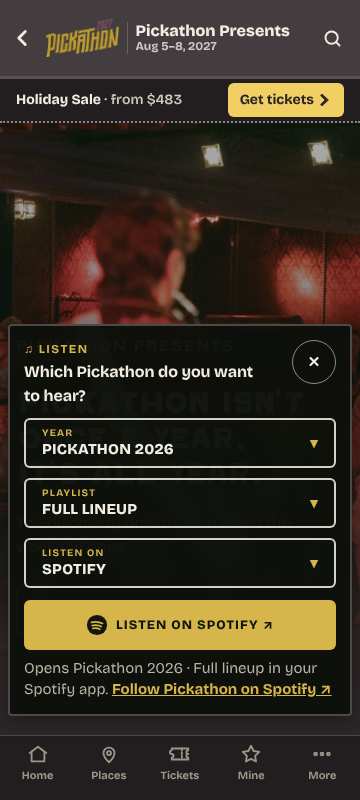 2027
PICKATHON
Pickathon Presents
Aug 5–8, 2027
Holiday Sale · from $483
Get tickets
♫ LISTEN
Which Pickathon do you want
to hear?
YEAR
PICKATHON 2026
PLAYLIST
FULL LINEUP
LISTEN ON
SPOTIFY
LISTEN ON SPOTIFY ↗
Opens Pickathon 2026 · Full lineup in your
Spotify app. Follow Pickathon on Spotify ↗
Home
Places
Tickets
Mine
More